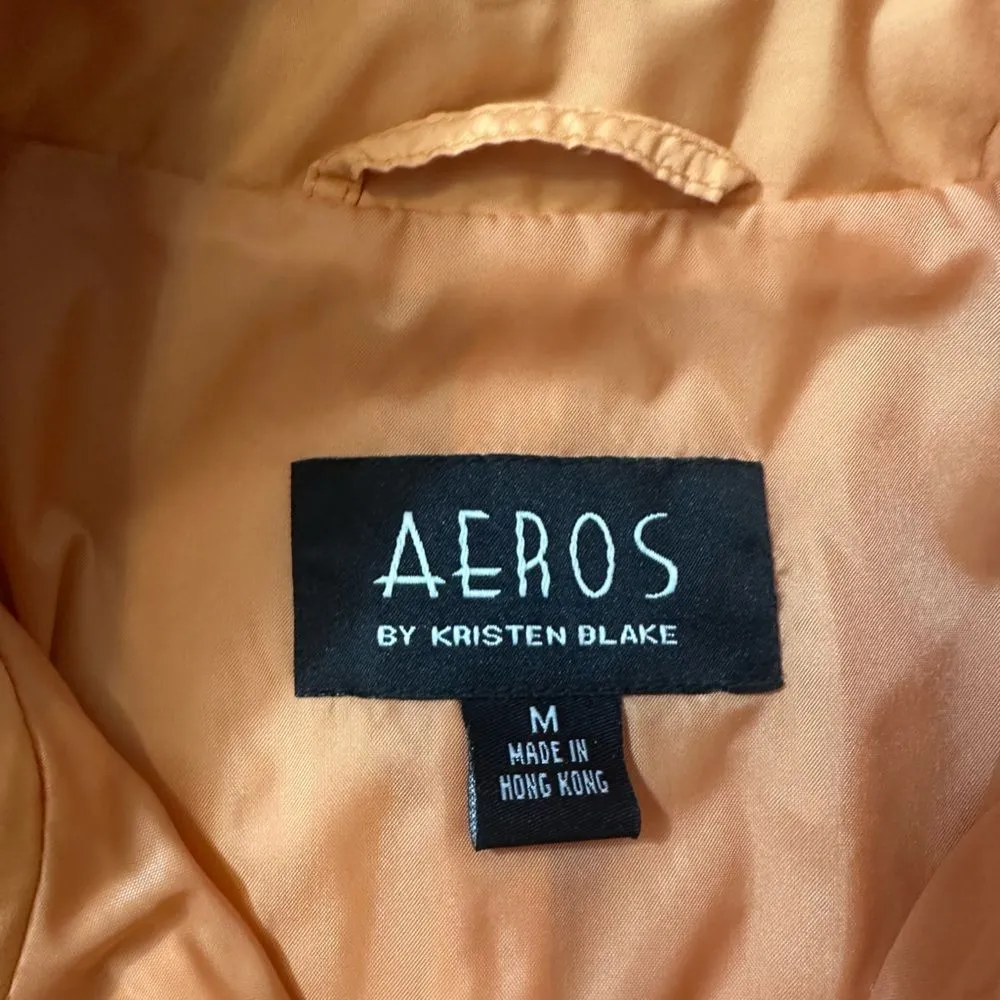 AEROS
BY KRISTEN BLAKE
M
MADE IN
HONG KONG